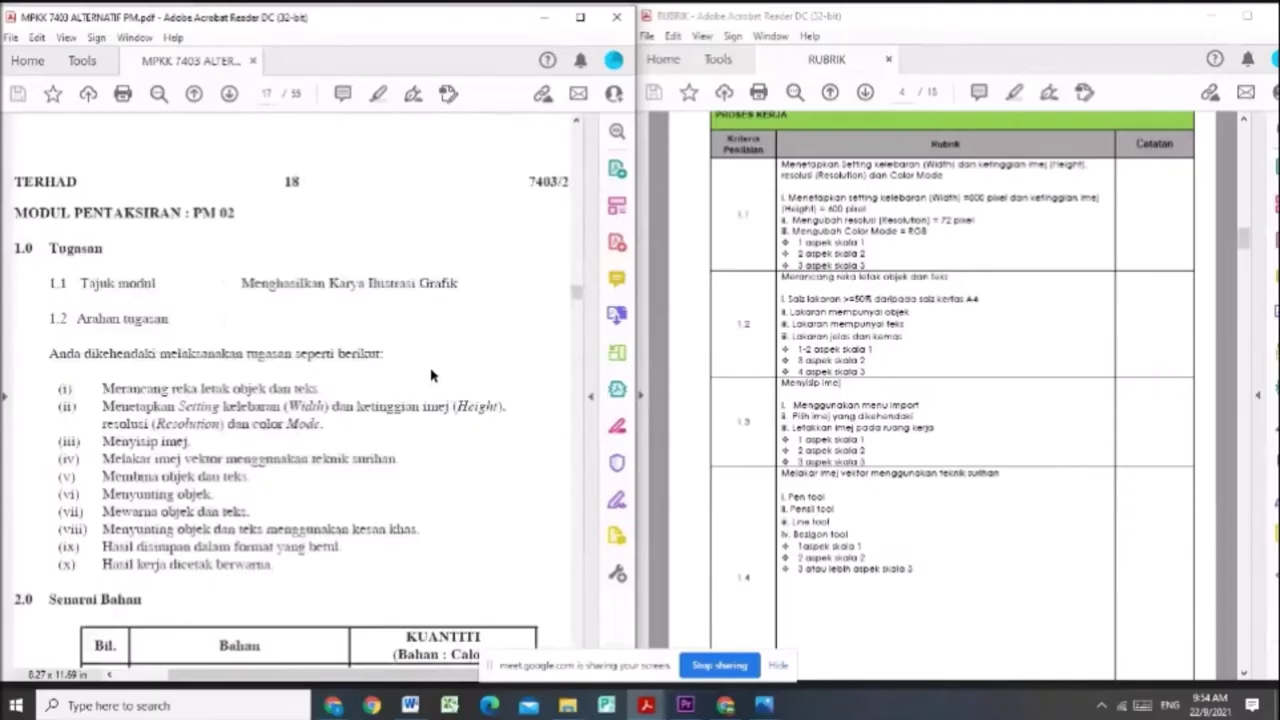 MPKK 7403 ALTERNATIF PM.pdf - Adobe Acrobat Reader DC (32-bit)
File Edit View Sign Window Help
Home Tools MPKK 7403 ALTER... ×
17 / 55
TERHAD 18 7403/2
MODUL PENTAKSIRAN : PM 02
1.0 Tugasan
1.1 Tajuk modul Menghasilkan Karya Ilustrasi Grafik
1.2 Arahan tugasan
Anda dikehendaki melaksanakan tugasan seperti berikut:
(i) Merancang reka letak objek dan teks
(ii) Menetapkan Setting kelebaran (Width) dan ketinggian imej (Height),
resolusi (Resolution) dan color Mode.
(iii) Menyisip imej.
(iv) Melakar imej vektor menggunakan teknik surihan.
(v) Membina objek dan teks.
(vi) Menyunting objek.
(vii) Mewarna objek dan teks.
(viii) Menyunting objek dan teks menggunakan kesan khas.
(ix) Hasil disimpan dalam format yang betul.
(x) Hasil kerja dicetak berwarna.
2.0 Senarai Bahan
Bil. Bahan KUANTITI
(Bahan : Calo
8.27 x 11.69 in
RUBRIK - Adobe Acrobat Reader DC (32-bit)
File Edit View Sign Window Help
Home Tools RUBRIK ×
4 / 15
PROSES KERJA
Kriteria Penilaian Rubrik Catatan
1.1
Menetapkan Setting kelebaran (Width) dan ketinggian imej (Height),
resolusi (Resolution) dan Color Mode
i. Menetapkan setting kelebaran (Width) =800 pixel dan ketinggian imej
(Height) = 600 pixel
ii. Mengubah resolusi (Resolution) = 72 pixel
iii. Mengubah Color Mode = RGB
❖ 1 aspek skala 1
❖ 2 aspek skala 2
❖ 3 aspek skala 3
1.2
Merancang reka letak objek dan teks
i. Saiz lakaran >=50% daripada saiz kertas A4
ii. Lakaran mempunyai objek
iii. Lakaran mempunyai teks
iii. Lakaran jelas dan kemas
❖ 1-2 aspek skala 1
❖ 3 aspek skala 2
❖ 4 aspek skala 3
1.3
Menyisip imej
i. Menggunakan menu import
ii. Pilih imej yang dikehendaki
iii. Letakkan imej pada ruang kerja
❖ 1 aspek skala 1
❖ 2 aspek skala 2
❖ 3 aspek skala 3
1.4
Melakar imej vektor menggunakan teknik surihan
i. Pen tool
ii. Pensil tool
iii. Line tool
iv. Bezigon tool
❖ 1aspek skala 1
❖ 2 aspek skala 2
❖ 3 atau lebih aspek skala 3
meet.google.com is sharing your screen. Stop sharing Hide
Type here to search
ENG 9:54 AM
22/9/2021